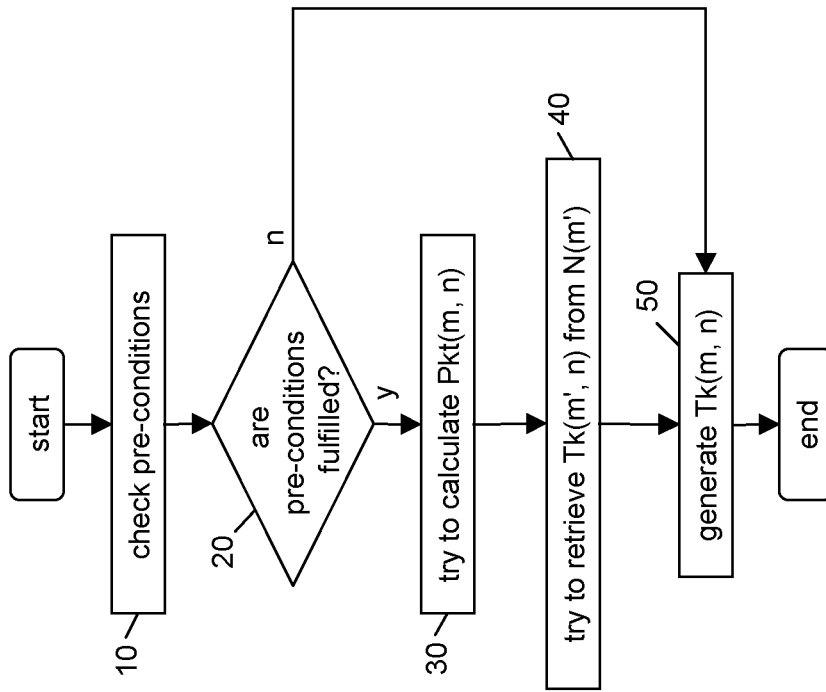 start
10
check pre-conditions
20
are
pre-conditions
fulfilled?
n
y
30
try to calculate Pkt(m, n)
40
try to retrieve Tk(m', n) from N(m')
50
generate Tk(m, n)
end